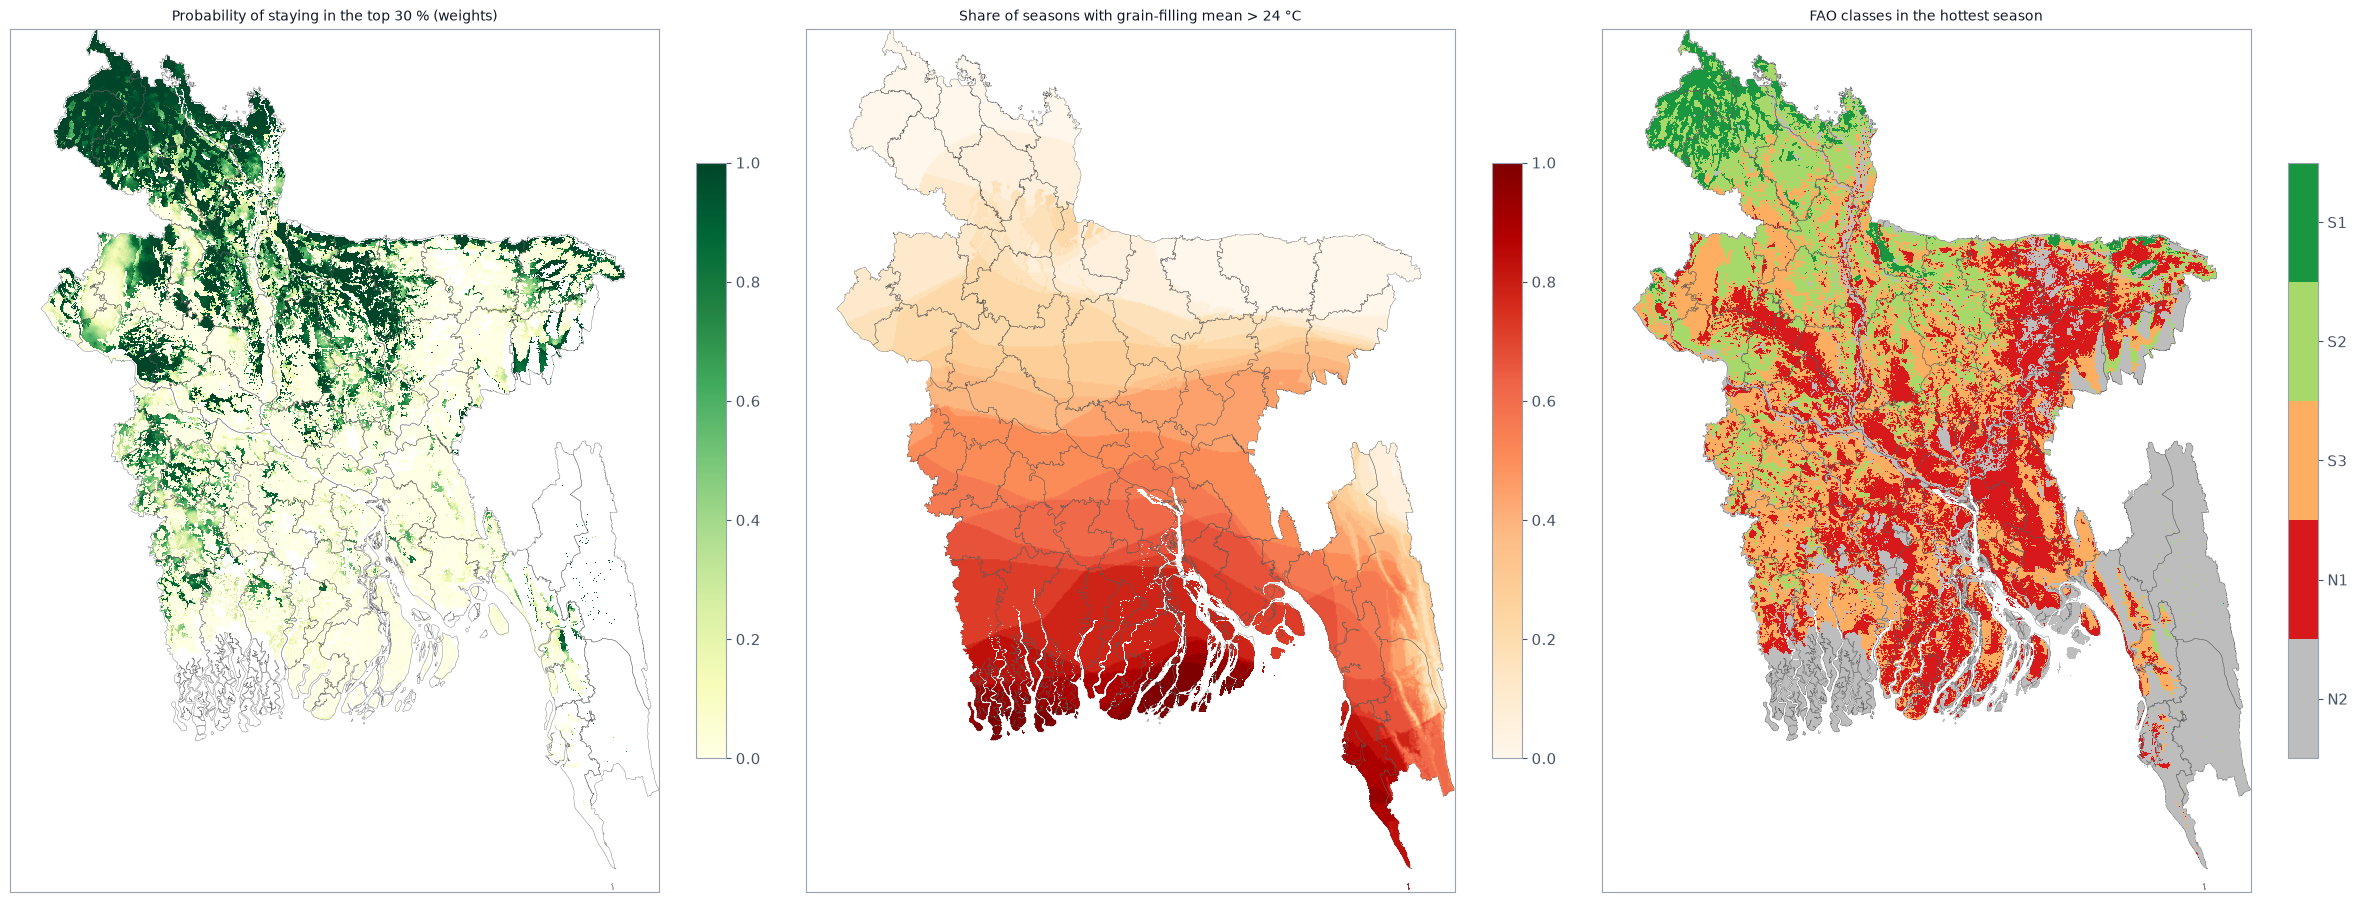 Probability of staying in the top 30 % (weights)
1.0
0.8
0.6
0.4
0.2
0.0
Share of seasons with grain-filling mean > 24 °C
1.0
0.8
0.6
0.4
0.2
0.0
FAO classes in the hottest season
S1
S2
S3
N1
N2